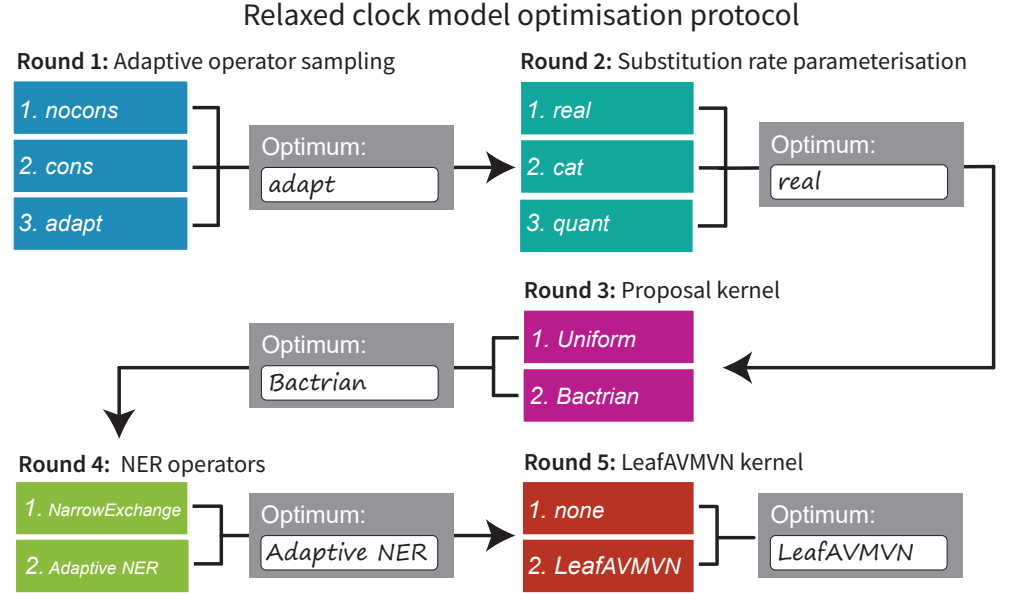 Relaxed clock model optimisation protocol
Round 1: Adaptive operator sampling
1. nocons
2. cons
3. adapt
Optimum:
adapt
Round 2: Substitution rate parameterisation
1. real
2. cat
3. quant
Optimum:
real
Round 3: Proposal kernel
1. Uniform
2. Bactrian
Optimum:
Bactrian
Round 4: NER operators
1. NarrowExchange
2. Adaptive NER
Optimum:
Adaptive NER
Round 5: LeafAVMVN kernel
1. none
2. LeafAVMVN
Optimum:
LeafAVMVN